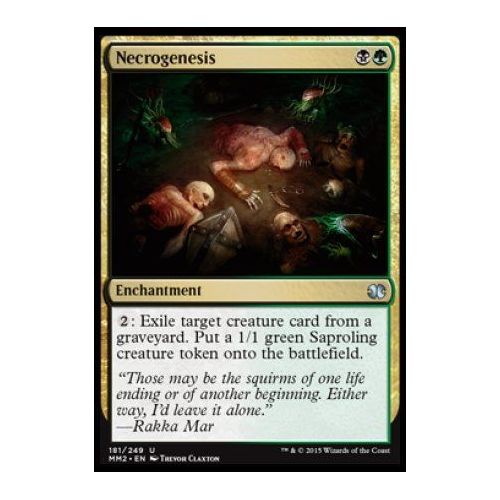 Necrogenesis
Enchantment
2: Exile target creature card from a
graveyard. Put a 1/1 green Saproling
creature token onto the battlefield.
“Those may be the squirms of one life
ending or of another beginning. Either
way, I’d leave it alone.”
—Rakka Mar
181/249 U
MM2 • EN Trevor Claxton
™ & © 2015 Wizards of the Coast